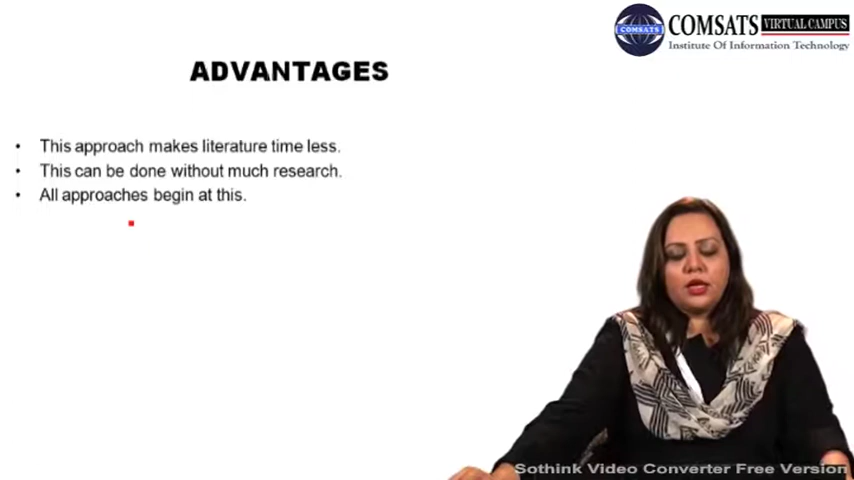 COMSATS VIRTUAL CAMPUS
COMSATS
Institute Of Information Technology
ADVANTAGES
• This approach makes literature time less.
• This can be done without much research.
• All approaches begin at this.
Sothink Video Converter Free Version